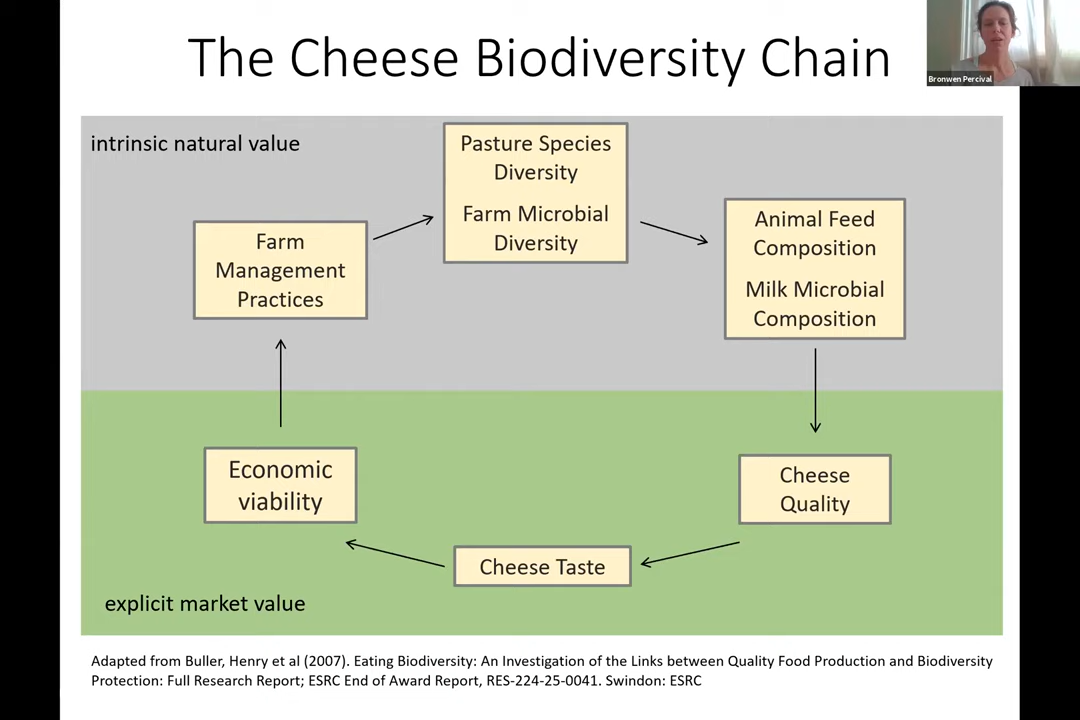 The Cheese Biodiversity Chain
Bronwen Percival
intrinsic natural value
Pasture Species
Diversity
Farm Microbial
Diversity
Animal Feed
Composition
Milk Microbial
Composition
Farm
Management
Practices
Economic
viability
Cheese
Quality
Cheese Taste
explicit market value
Adapted from Buller, Henry et al (2007). Eating Biodiversity: An Investigation of the Links between Quality Food Production and Biodiversity
Protection: Full Research Report; ESRC End of Award Report, RES-224-25-0041. Swindon: ESRC